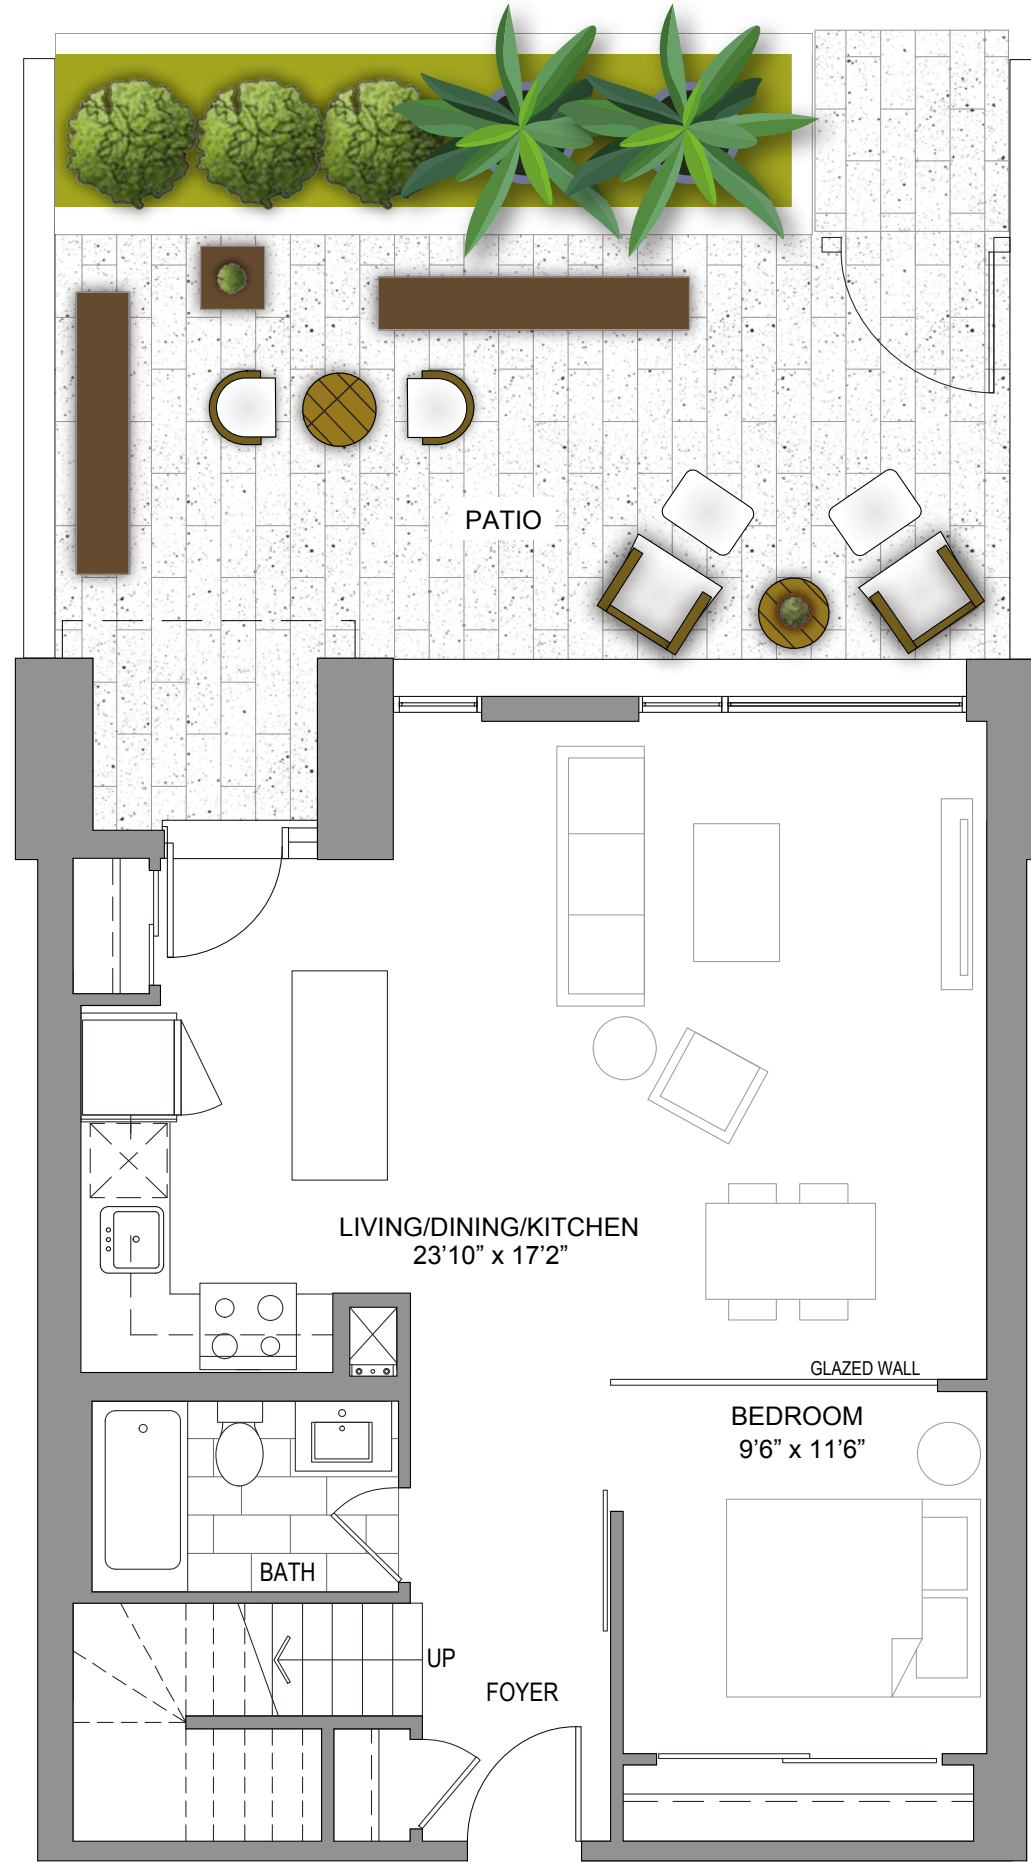 PATIO
LIVING/DINING/KITCHEN
23’10” x 17’2”
GLAZED WALL
BEDROOM
9’6” x 11’6”
BATH
UP
FOYER